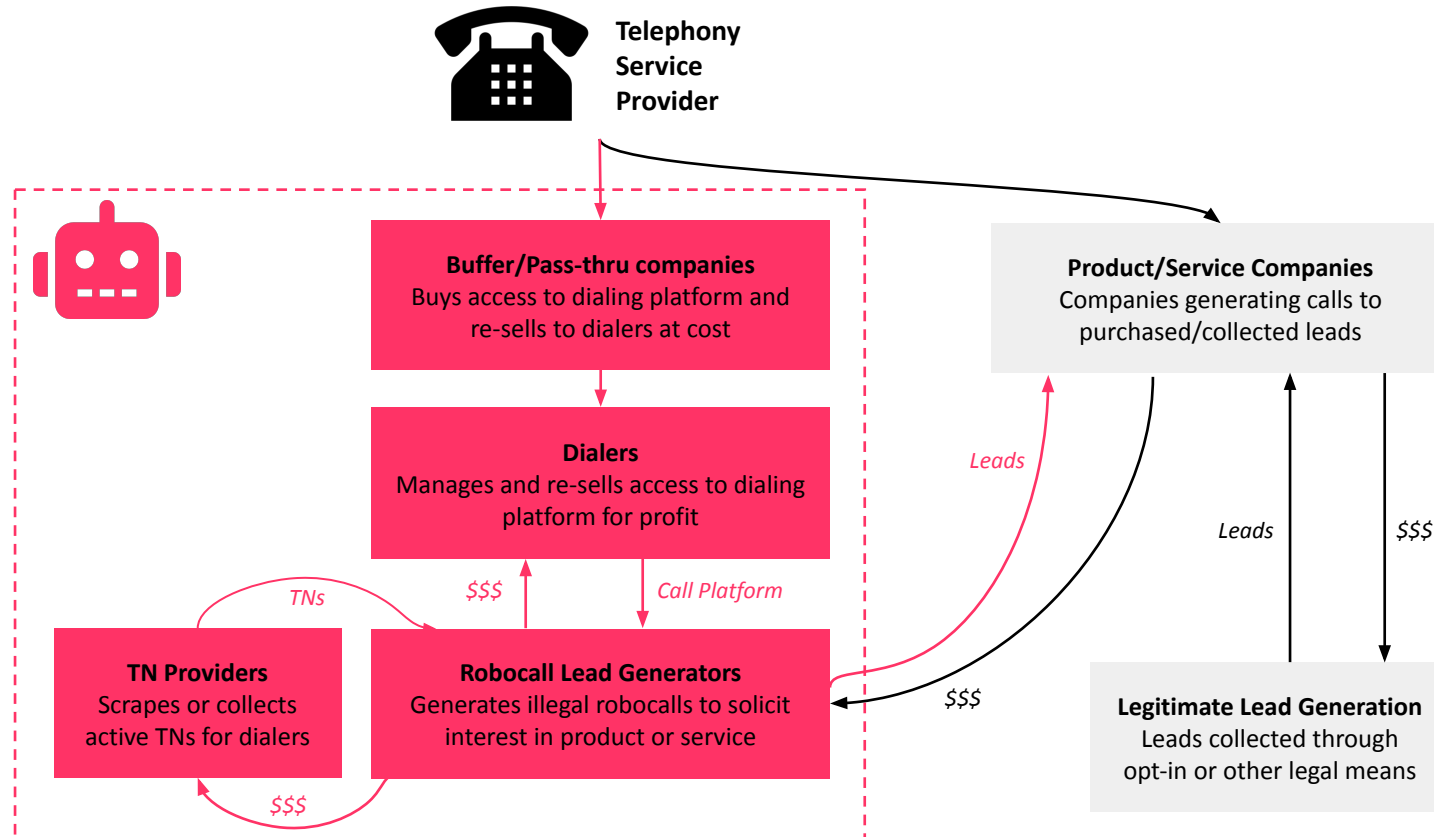 Telephony
Service
Provider
Buffer/Pass-thru companies
Buys access to dialing platform and
re-sells to dialers at cost
Product/Service Companies
Companies generating calls to
purchased/collected leads
Dialers
Manages and re-sells access to dialing
platform for profit
Leads
Leads
$$$
TNs
$$$
Call Platform
TN Providers
Scrapes or collects
active TNs for dialers
Robocall Lead Generators
Generates illegal robocalls to solicit
interest in product or service
$$$
Legitimate Lead Generation
Leads collected through
opt-in or other legal means
$$$